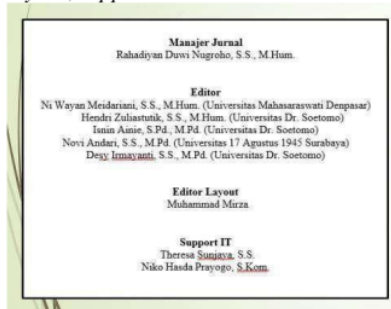 Manajer Jurnal
Rahadiyan Duwi Nugroho, S.S., M.Hum.
Editor
Ni Wayan Meidariani, S.S., M.Hum. (Universitas Mahasaraswati Denpasar)
Hendri Zuliastutik, S.S., M.Hum. (Universitas Dr. Soetomo)
Isnin Ainie, S.Pd., M.Pd. (Universitas Dr. Soetomo)
Novi Andari, S.S., M.Pd. (Universitas 17 Agustus 1945 Surabaya)
Desy Irmayanti, S.S., M.Pd. (Universitas Dr. Soetomo)
Editor Layout
Muhammad Mirza
Support IT
Theresa Sunjaya, S.S.
Niko Hasda Prayogo, S.Kom.